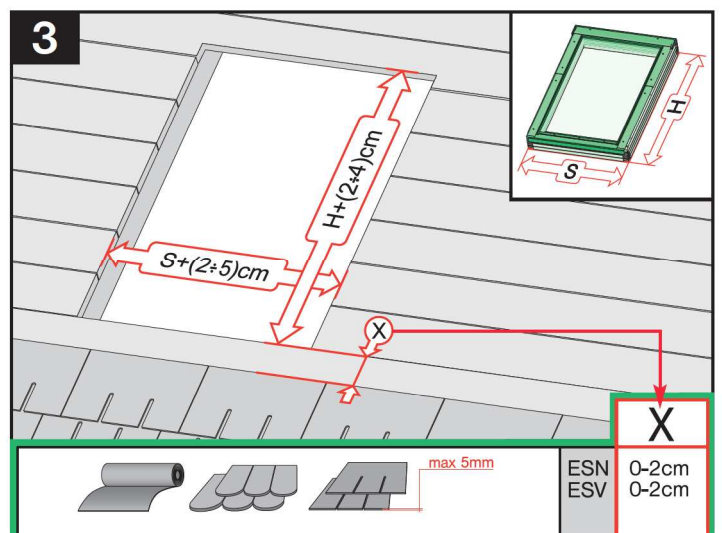 3
H
S
H+(2÷4)cm
S+(2÷5)cm
X
X
max 5mm
ESN 0-2cm
ESV 0-2cm